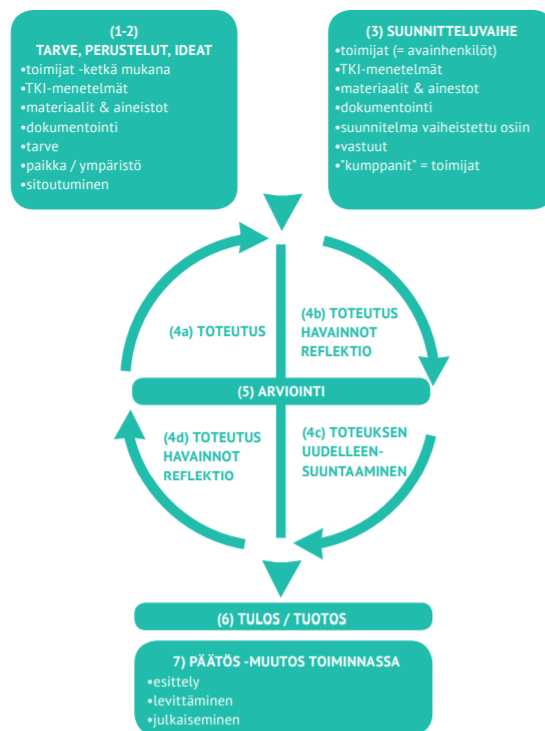 (1-2)
TARVE, PERUSTELUT, IDEAT
•toimijat -ketkä mukana
•TKI-menetelmät
•materiaalit & aineistot
•dokumentointi
•tarve
•paikka / ympäristö
•sitoutuminen
(3) SUUNNITTELUVAIHE
•toimijat (= avainhenkilöt)
•TKI-menetelmät
•materiaalit & ainestot
•dokumentointi
•suunnitelma vaiheistettu osiin
•vastuut
•"kumppanit" = toimijat
(4a) TOTEUTUS
(4b) TOTEUTUS
HAVAINNOT
REFLEKTIO
(5) ARVIOINTI
(4d) TOTEUTUS
HAVAINNOT
REFLEKTIO
(4c) TOTEUKSEN
UUDELLEEN-
SUUNTAAMINEN
(6) TULOS / TUOTOS
7) PÄÄTÖS -MUUTOS TOIMINNASSA
•esittely
•levittäminen
•julkaiseminen